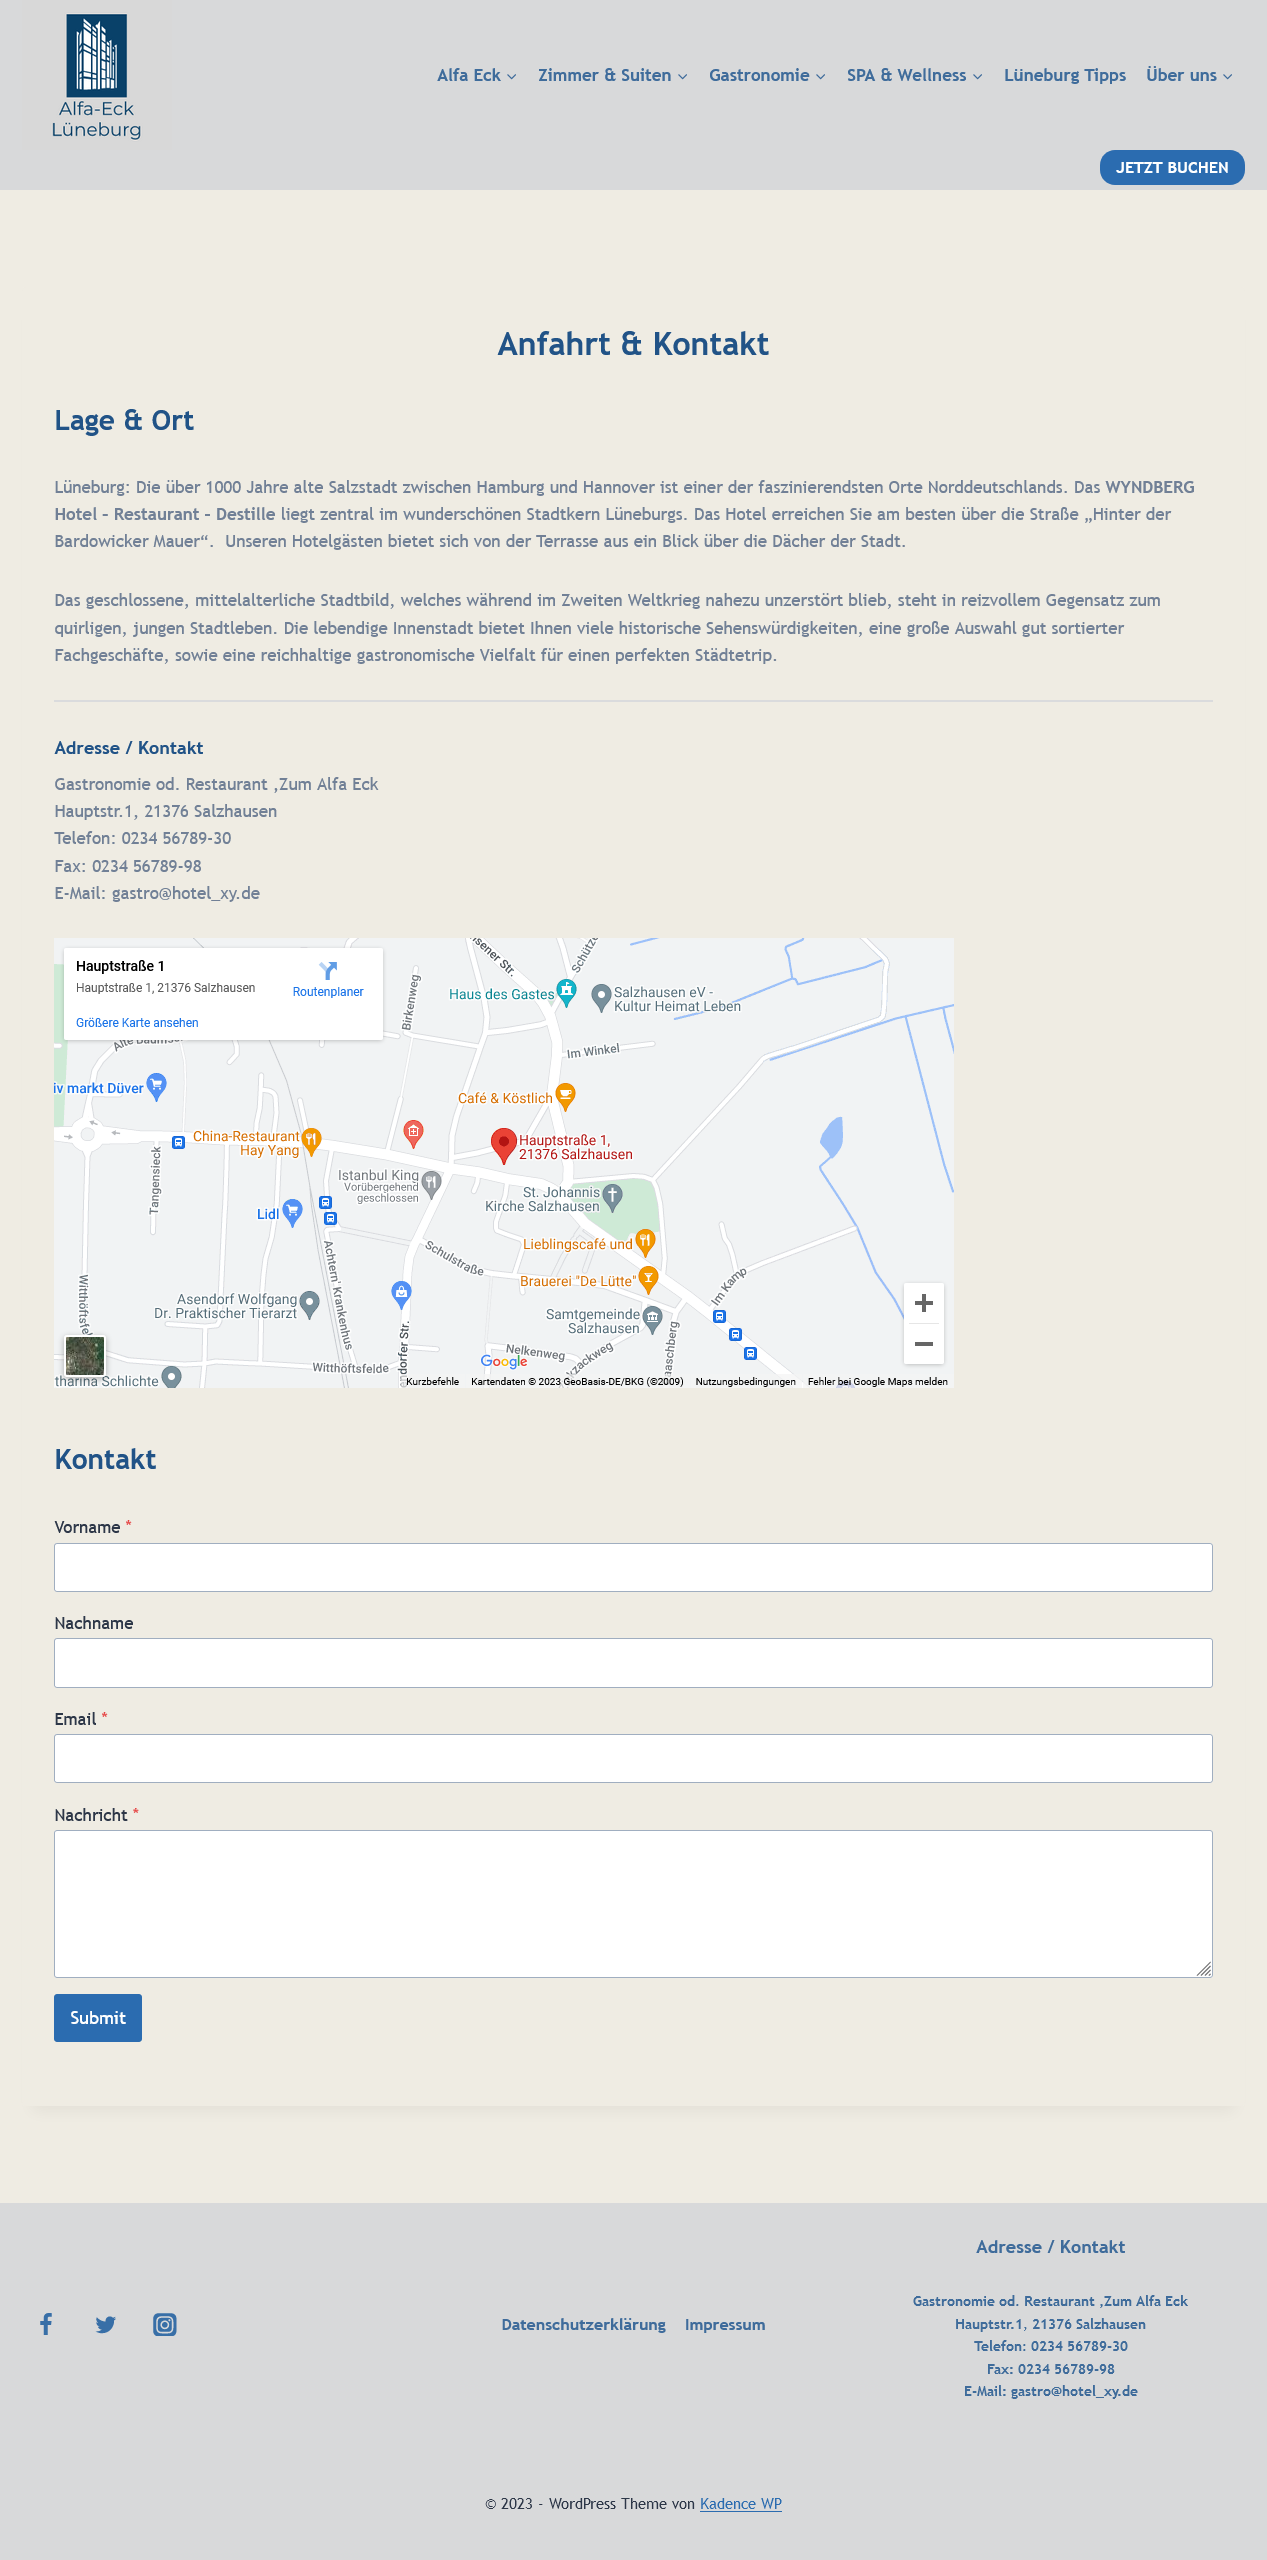 Alfa-Eck
Lüneburg
Alfa Eck
Zimmer & Suiten
Gastronomie
SPA & Wellness
Lüneburg Tipps
Über uns
JETZT BUCHEN
Anfahrt & Kontakt
Lage & Ort
Lüneburg: Die über 1000 Jahre alte Salzstadt zwischen Hamburg und Hannover ist einer der faszinierendsten Orte Norddeutschlands. Das WYNDBERG
Hotel – Restaurant – Destille liegt zentral im wunderschönen Stadtkern Lüneburgs. Das Hotel erreichen Sie am besten über die Straße „Hinter der
Bardowicker Mauer“.  Unseren Hotelgästen bietet sich von der Terrasse aus ein Blick über die Dächer der Stadt.
Das geschlossene, mittelalterliche Stadtbild, welches während im Zweiten Weltkrieg nahezu unzerstört blieb, steht in reizvollem Gegensatz zum
quirligen, jungen Stadtleben. Die lebendige Innenstadt bietet Ihnen viele historische Sehenswürdigkeiten, eine große Auswahl gut sortierter
Fachgeschäfte, sowie eine reichhaltige gastronomische Vielfalt für einen perfekten Städtetrip.
Adresse / Kontakt
Gastronomie od. Restaurant ‚Zum Alfa Eck
Hauptstr.1, 21376 Salzhausen
Telefon: 0234 56789-30
Fax: 0234 56789-98
E-Mail: gastro@hotel_xy.de
Hauptstraße 1
Hauptstraße 1, 21376 Salzhausen
Routenplaner
Größere Karte ansehen
sener Str.
Schütze
Birkenweg
Haus des Gastes
Salzhausen eV -
Kultur Heimat Leben
Im Winkel
iv markt Düver
Café & Köstlich
China-Restaurant
Hay Yang
Hauptstraße 1,
21376 Salzhausen
Tangensieck
Istanbul King
Vorübergehend
geschlossen
St. Johannis
Kirche Salzhausen
Lidl
Lieblingscafé und
Schulstraße
Achtern' Krankenhus
Brauerei "De Lütte"
Im Kamp
Witthöftsfelde
Asendorf Wolfgang
Dr. Praktischer Tierarzt
Samtgemeinde
Salzhausen
endorfer Str.
Nelkenweg
kzackweg
aaschberg
Witthöftsfelde
tharina Schlichte
Google
Kurzbefehle
Kartendaten © 2023 GeoBasis-DE/BKG (©2009)
Nutzungsbedingungen
Fehler bei Google Maps melden
Kontakt
Vorname *
Nachname
Email *
Nachricht *
Submit
Datenschutzerklärung
Impressum
Adresse / Kontakt
Gastronomie od. Restaurant ‚Zum Alfa Eck
Hauptstr.1, 21376 Salzhausen
Telefon: 0234 56789-30
Fax: 0234 56789-98
E-Mail: gastro@hotel_xy.de
© 2023 - WordPress Theme von Kadence WP